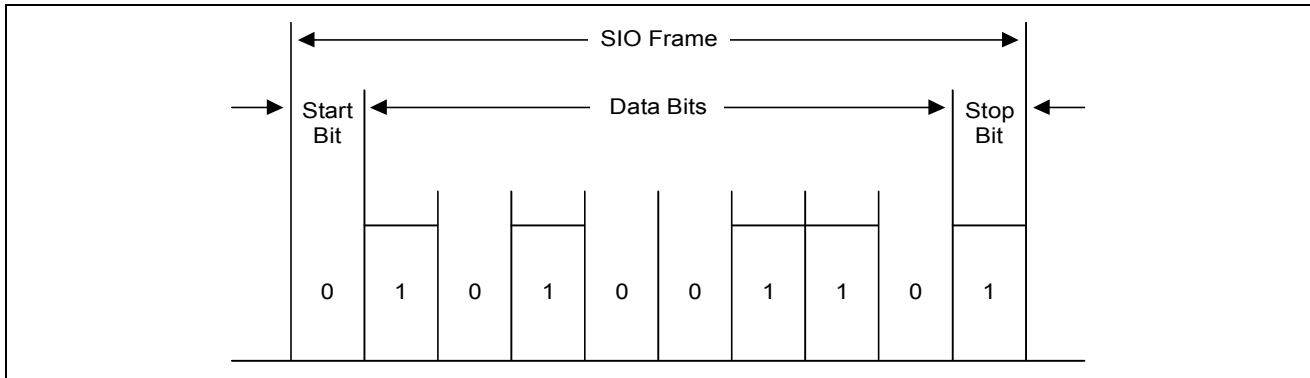 SIO Frame
Start Bit
Data Bits
Stop Bit
0 1 0 1 0 0 1 1 0 1